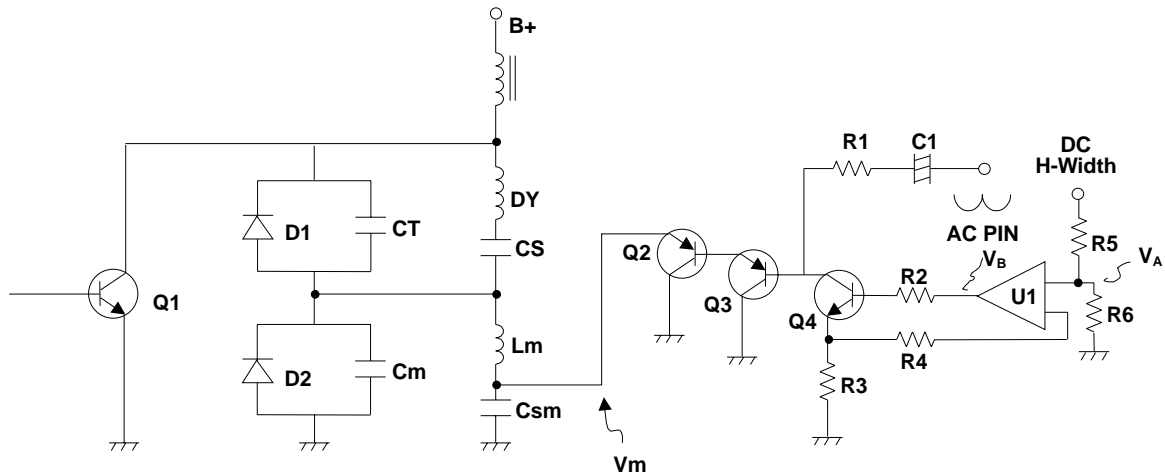 B+
R1
C1
DC
H-Width
DY
D1
CT
CS
AC PIN
Q2
R5
VA
VB
R2
U1
Q1
Q3
Q4
R6
Lm
R4
D2
Cm
R3
Csm
Vm